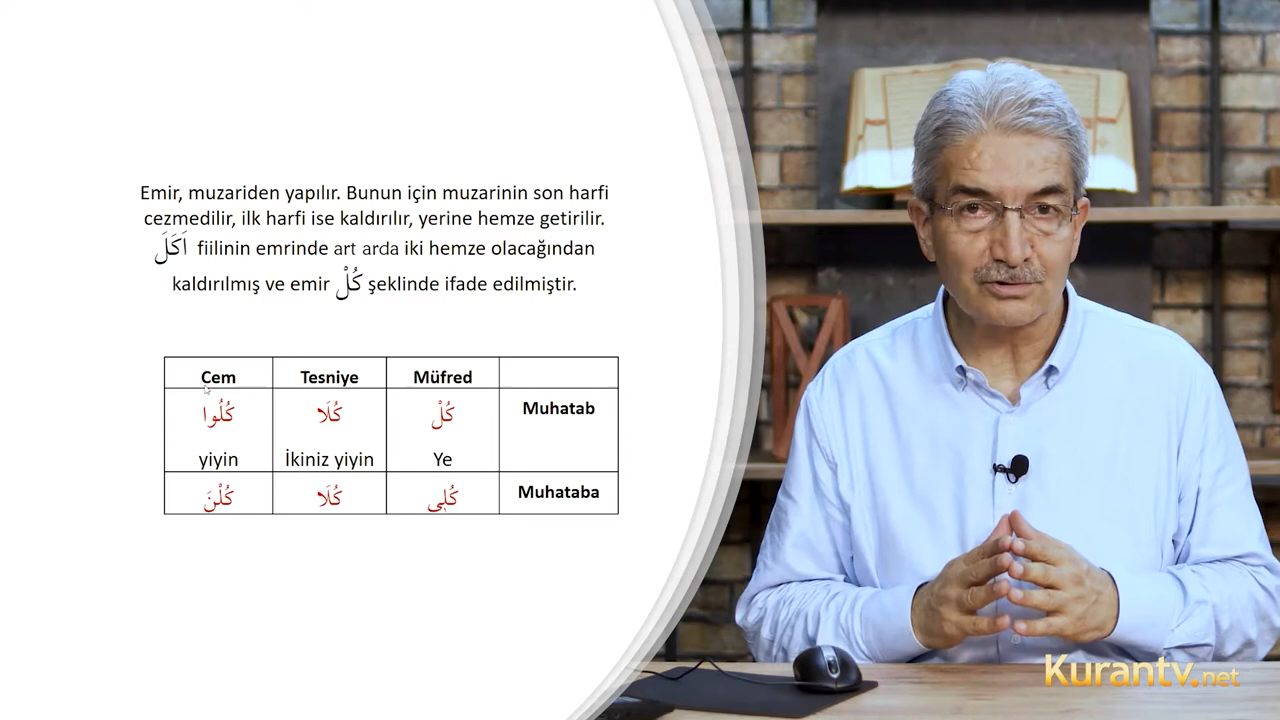 Emir, muzariden yapılır. Bunun için muzarinin son harfi
cezmedilir, ilk harfi ise kaldırılır, yerine hemze getirilir.
اَكَلَ fiilinin emrinde art arda iki hemze olacağından
kaldırılmış ve emir كُلْ şeklinde ifade edilmiştir.
Cem Tesniye Müfred
كُلُوا كُلَا كُلْ Muhatab
yiyin İkiniz yiyin Ye
كُلْنَ كُلَا كُلٖى Muhataba
Kurantv.net